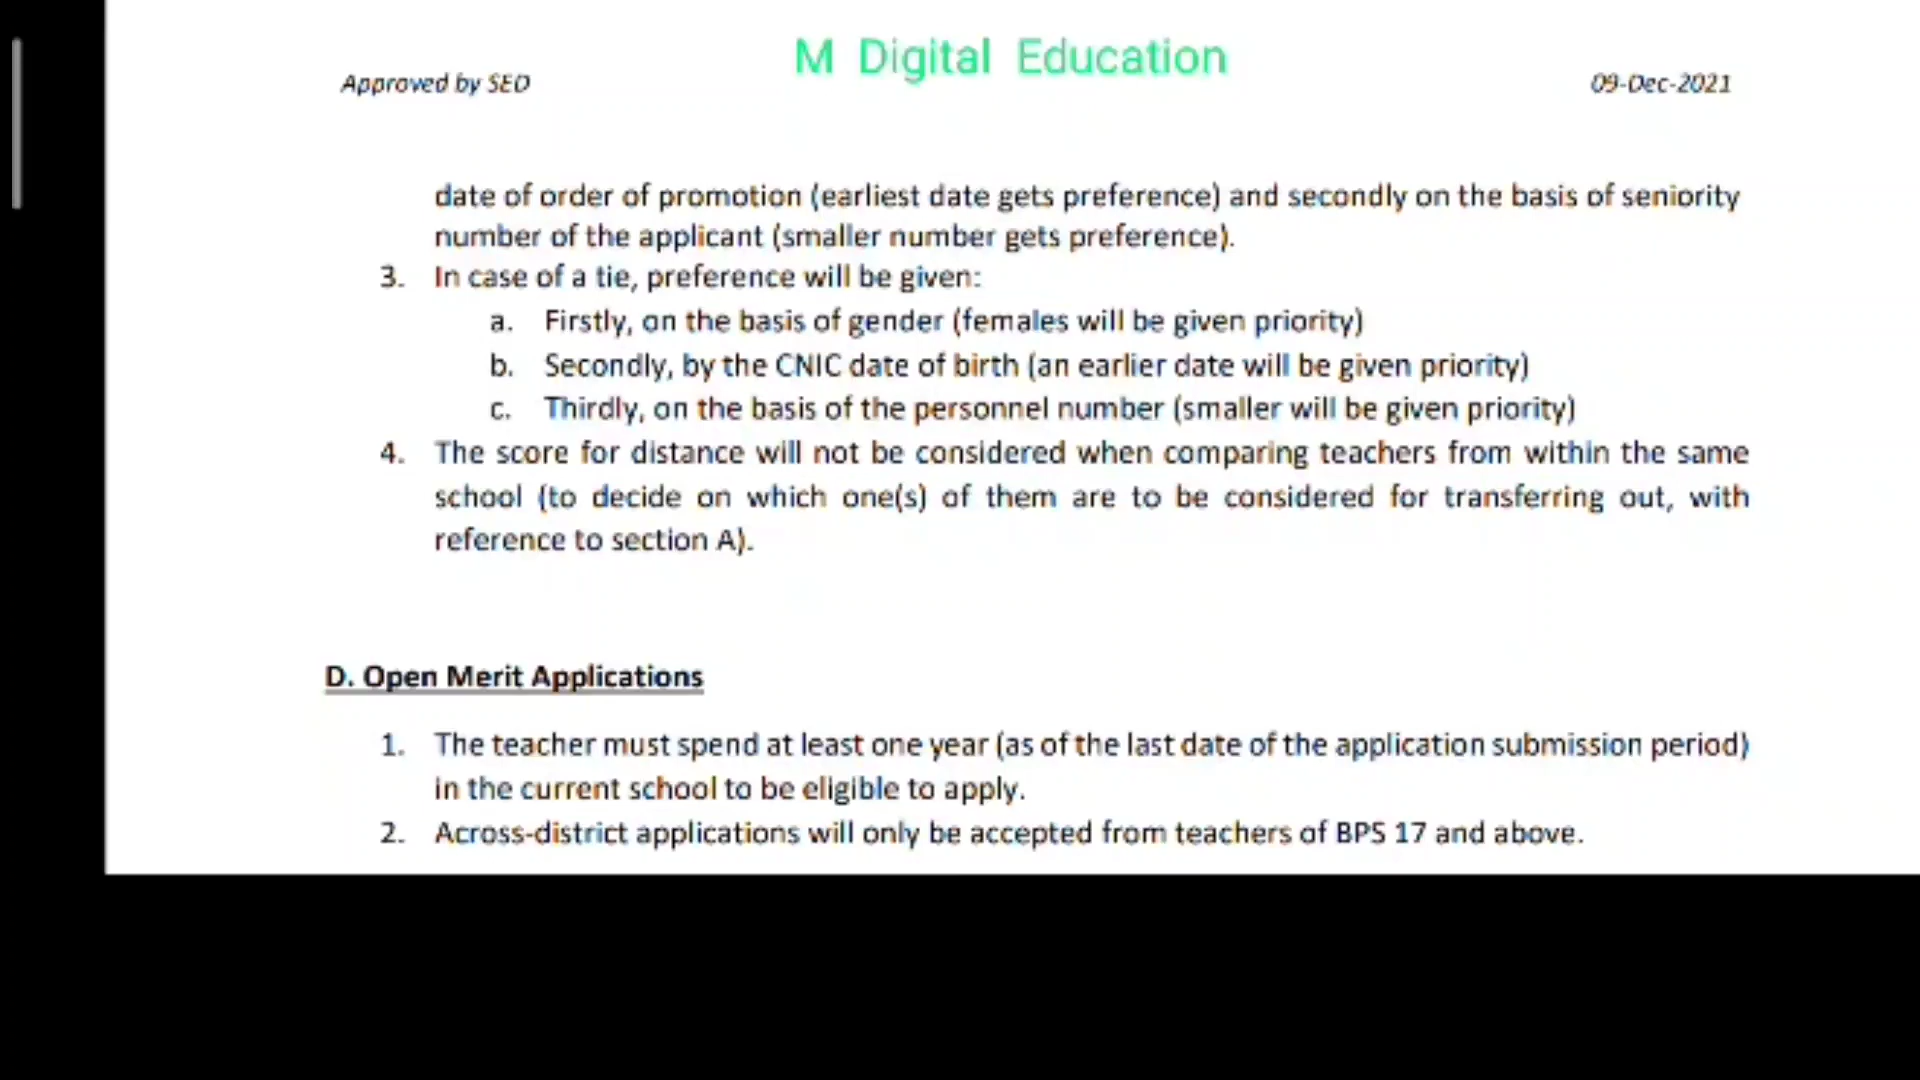 M Digital Education
Approved by SED
09-Dec-2021
date of order of promotion (earliest date gets preference) and secondly on the basis of seniority
number of the applicant (smaller number gets preference).
3. In case of a tie, preference will be given:
a. Firstly, on the basis of gender (females will be given priority)
b. Secondly, by the CNIC date of birth (an earlier date will be given priority)
c. Thirdly, on the basis of the personnel number (smaller will be given priority)
4. The score for distance will not be considered when comparing teachers from within the same
school (to decide on which one(s) of them are to be considered for transferring out, with
reference to section A).
D. Open Merit Applications
1. The teacher must spend at least one year (as of the last date of the application submission period)
in the current school to be eligible to apply.
2. Across-district applications will only be accepted from teachers of BPS 17 and above.